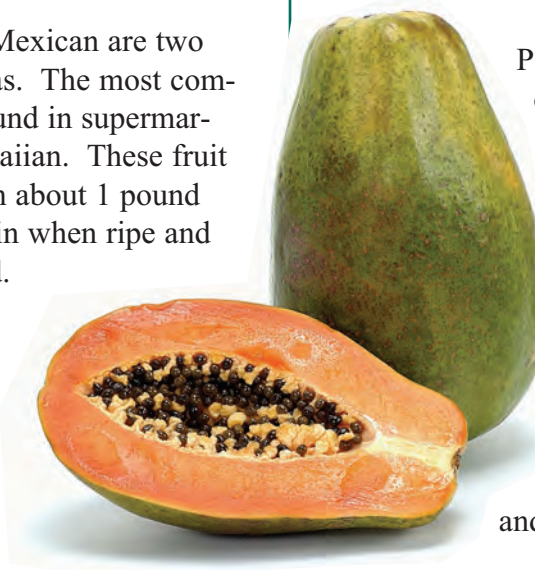 Mexican are two
as. The most com-
und in supermar-
aiian. These fruit
n about 1 pound
in when ripe and
l.
P
and